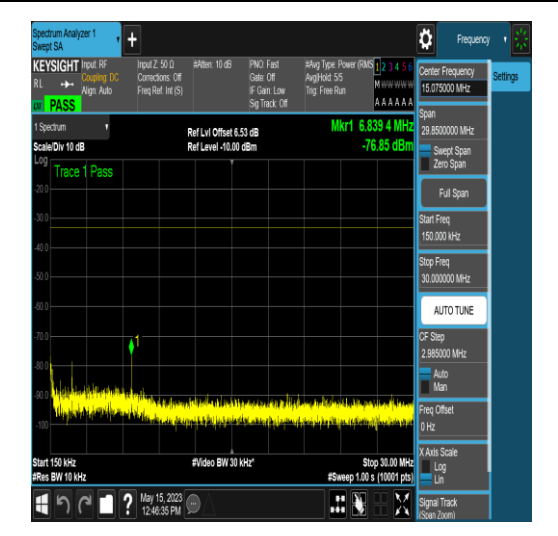 Spectrum Analyzer 1
Swept SA
+
Frequency
KEYSIGHT
RL
PASS
Input: RF
Coupling: DC
Align: Auto
Input Z: 50 Ω
Corrections: Off
Freq Ref: Int (S)
#Atten: 10 dB
PNO: Fast
Gate: Off
IF Gain: Low
Sig Track: Off
#Avg Type: Power (RMS
Avg|Hold: 5/5
Trig: Free Run
1 2 3 4 5 6
M W W W W W
A A A A A A
1 Spectrum
Scale/Div 10 dB
Log
Ref Lvl Offset 6.53 dB
Ref Level -10.00 dBm
Mkr1 6.839 4 MHz
-76.85 dBm
Trace 1 Pass
-20.0
-30.0
-40.0
-50.0
-60.0
-70.0
-80.0
-90.0
-100
1
Start 150 kHz
#Res BW 10 kHz
#Video BW 30 kHz*
Stop 30.00 MHz
#Sweep 1.00 s (10001 pts)
May 15, 2023
12:46:35 PM
?
Center Frequency
15.075000 MHz
Settings
Span
29.8500000 MHz
Swept Span
Zero Span
Full Span
Start Freq
150.000 kHz
Stop Freq
30.000000 MHz
AUTO TUNE
CF Step
2.985000 MHz
Auto
Man
Freq Offset
0 Hz
X Axis Scale
Log
Lin
Signal Track
(Span Zoom)